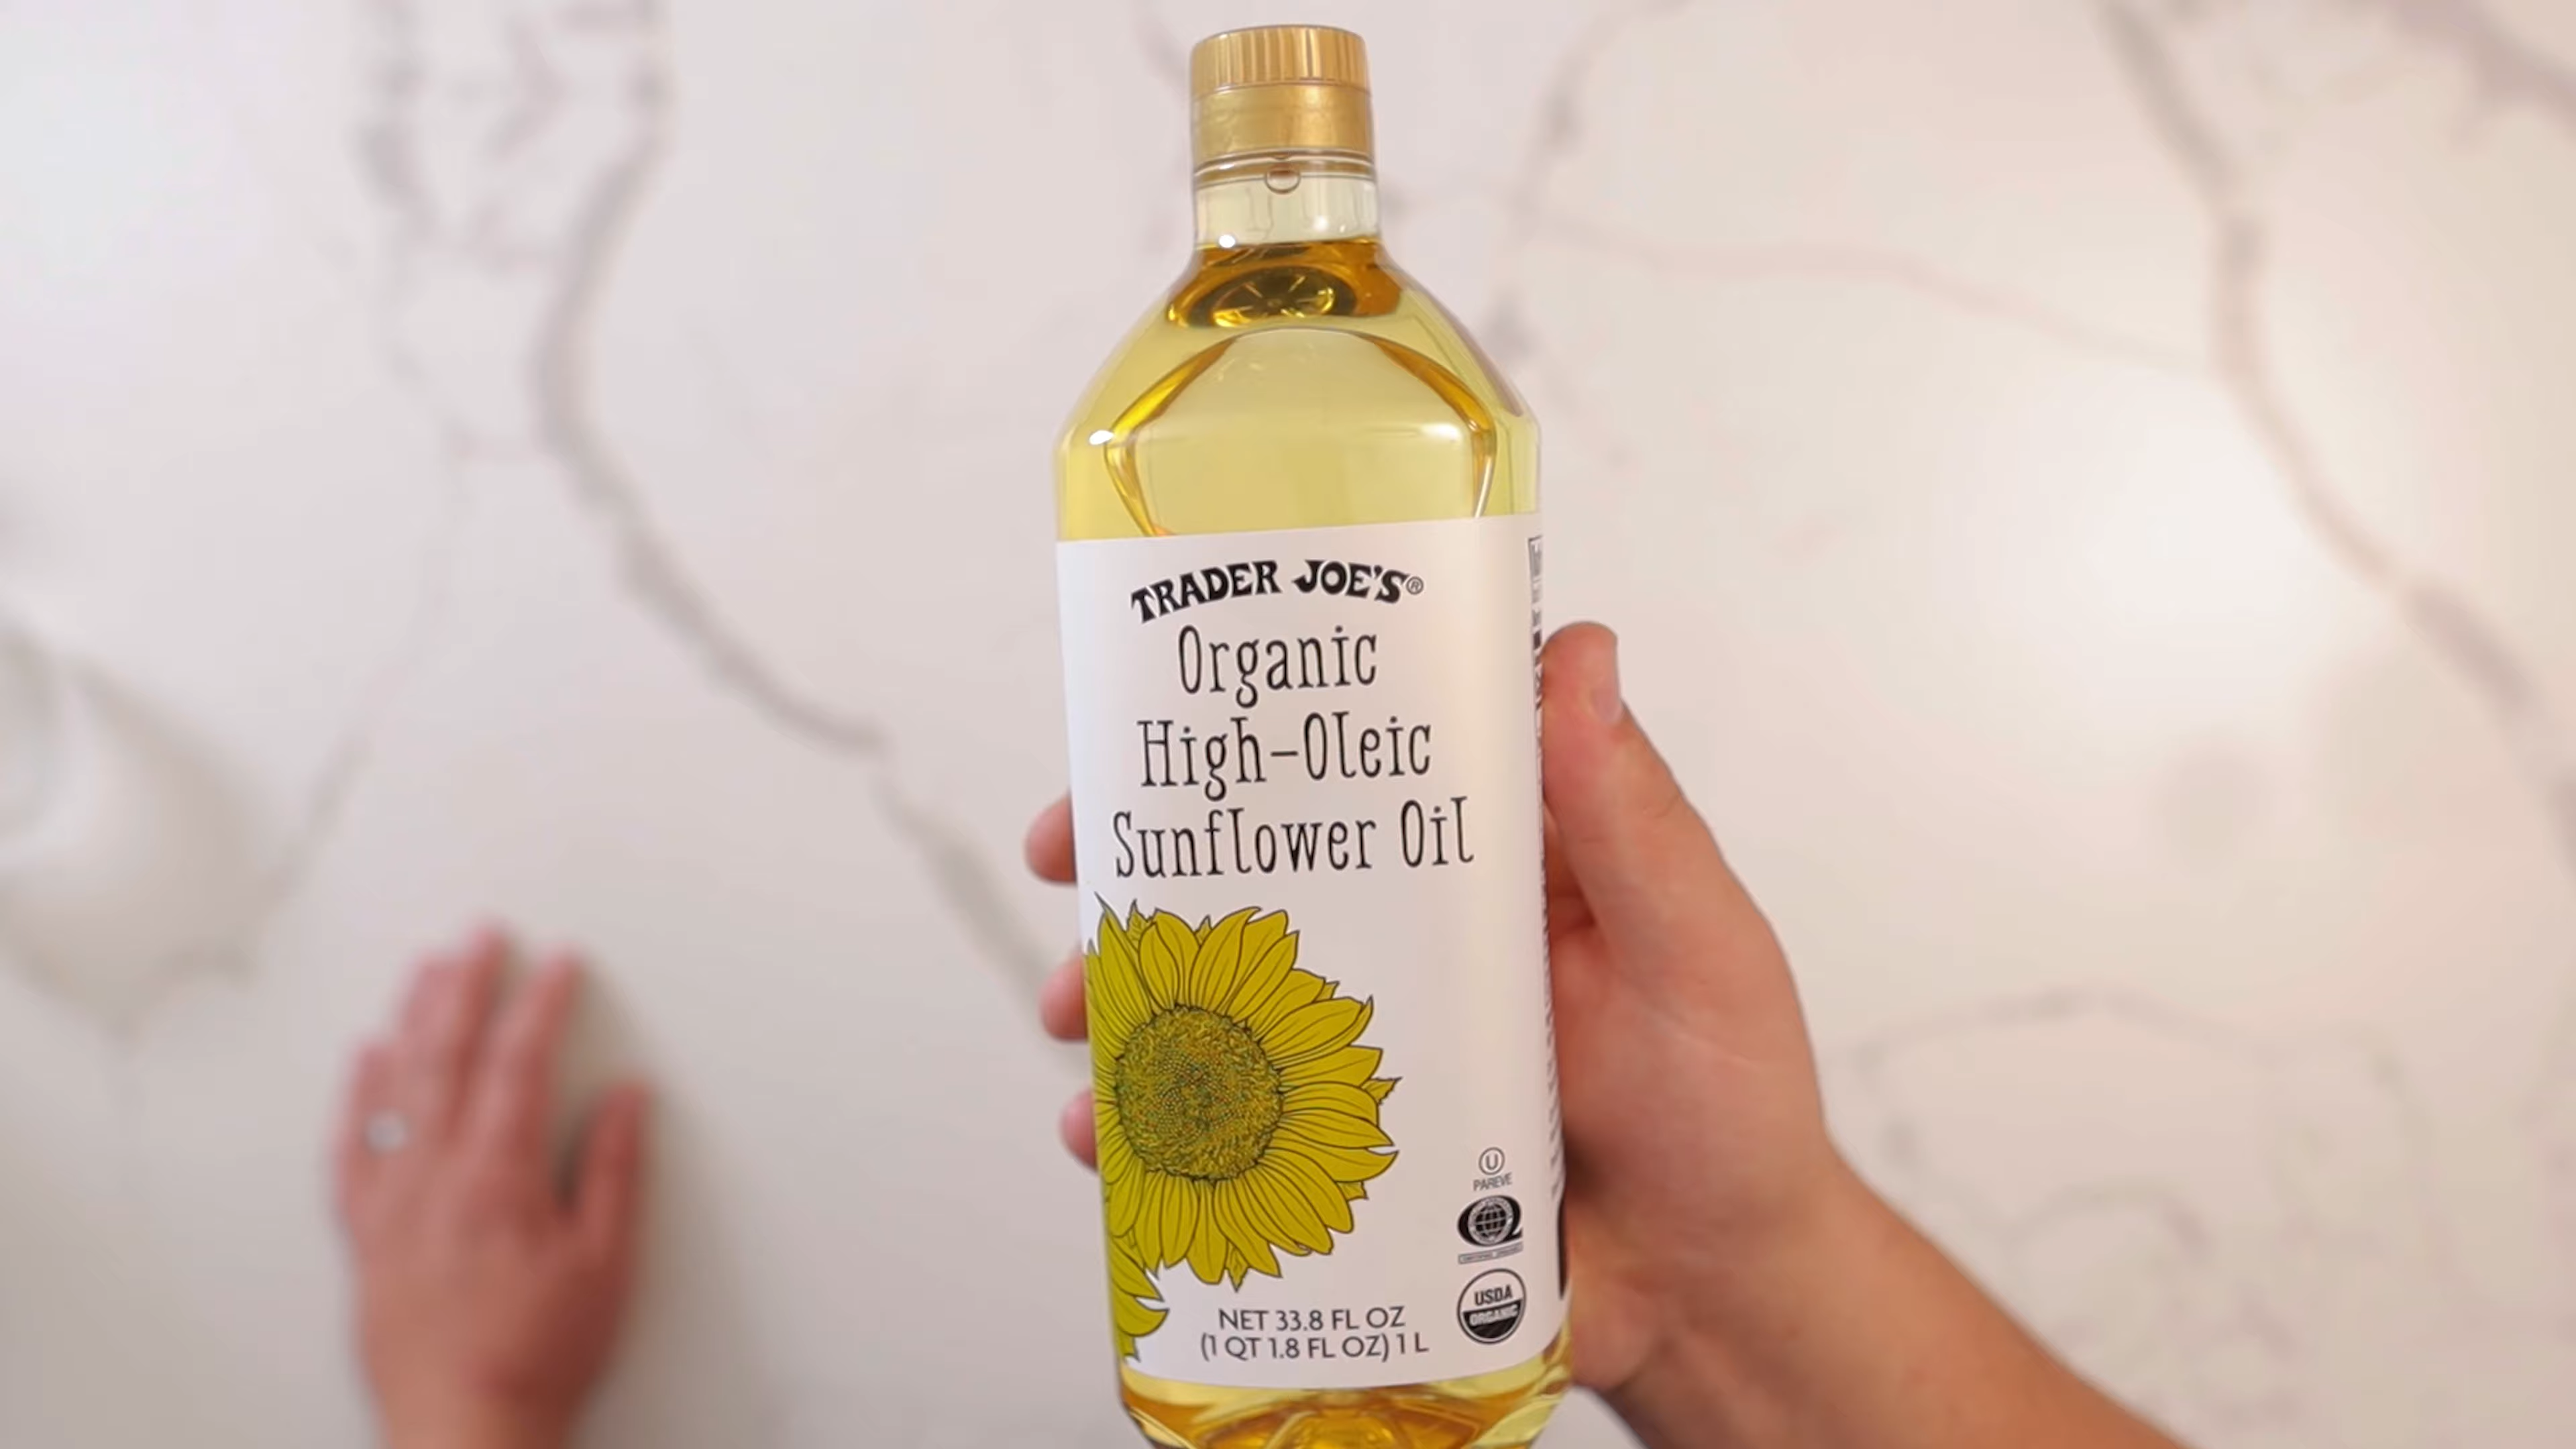 TRADER JOE'S®
Organic
High-Oleic
Sunflower Oil
U
PAREVE
Q
USDA
ORGANIC
NET 33.8 FL OZ
(1 QT 1.8 FL OZ) 1 L